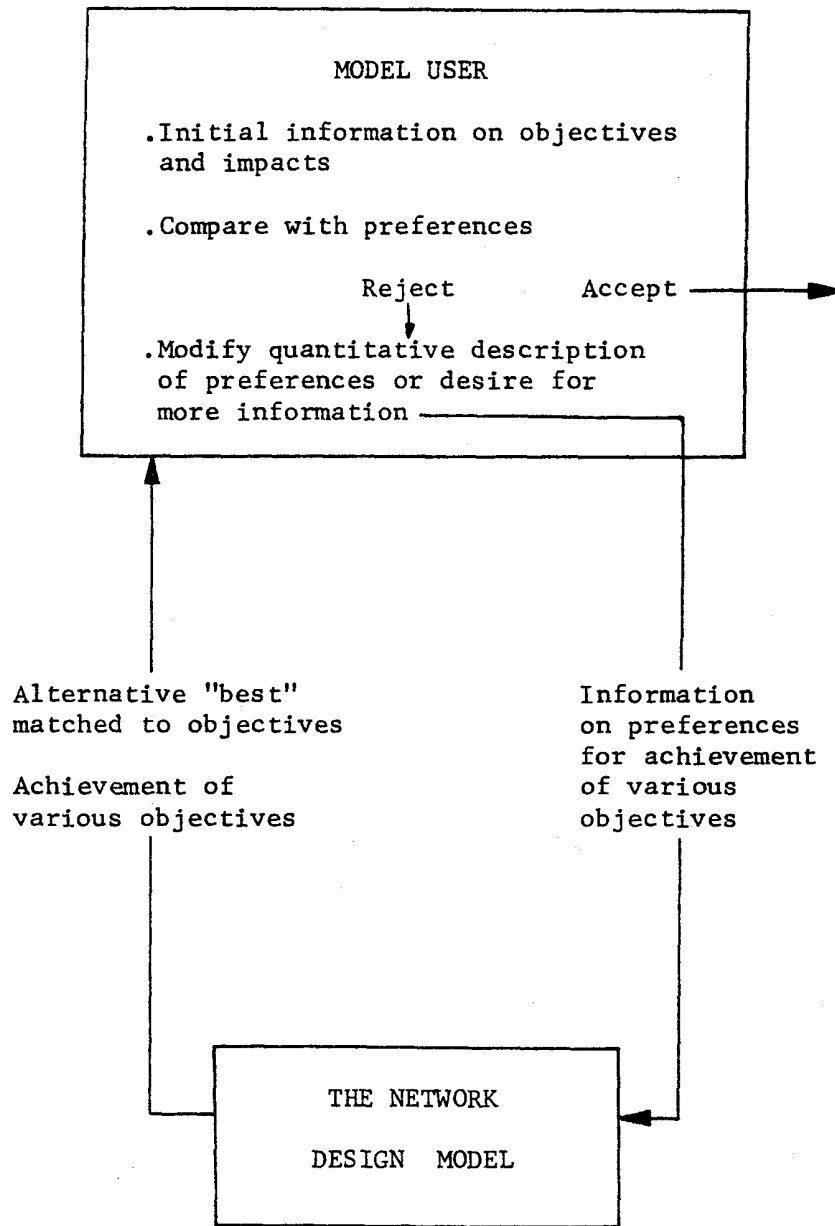 MODEL USER
.Initial information on objectives
and impacts
.Compare with preferences
Reject Accept
.Modify quantitative description
of preferences or desire for
more information
Alternative "best"
matched to objectives
Achievement of
various objectives
Information
on preferences
for achievement
of various
objectives
THE NETWORK
DESIGN MODEL